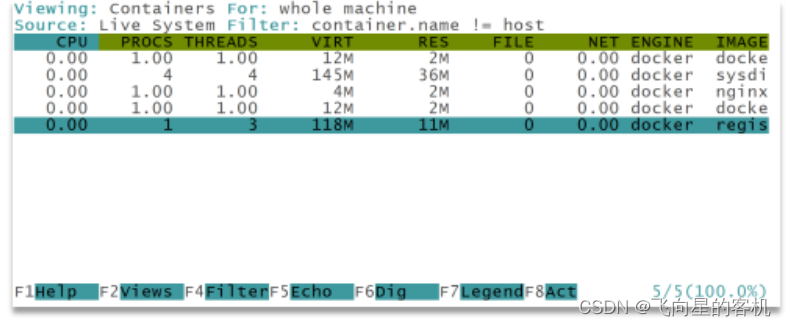 Viewing: Containers For: whole machine
Source: Live System Filter: container.name != host
CPU PROCS THREADS VIRT RES FILE NET ENGINE IMAGE
0.00 1.00 1.00 12M 2M 0 0.00 docker docke
0.00 4 4 145M 36M 0 0.00 docker sysdi
0.00 1.00 1.00 4M 2M 0 0.00 docker nginx
0.00 1.00 1.00 12M 2M 0 0.00 docker docke
0.00 1 3 118M 11M 0 0.00 docker regis
F1Help F2Views F4FilterF5Echo F6Dig F7LegendF8Act 5/5(100.0%)
CSDN @飞向星的客机